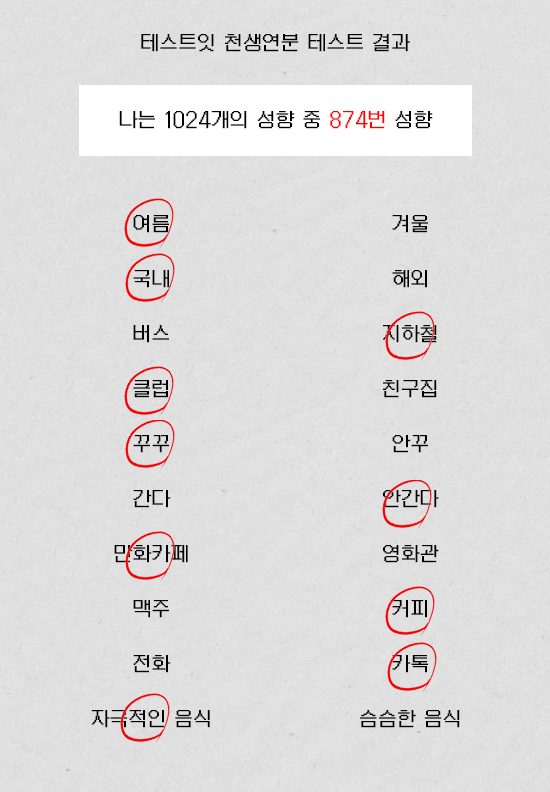 테스트잇 천생연분 테스트 결과
나는 1024개의 성향 중 874번 성향
여름 겨울
국내 해외
버스 지하철
클럽 친구집
꾸꾸 안꾸
간다 안간다
만화카페 영화관
맥주 커피
전화 카톡
자극적인 음식 슴슴한 음식